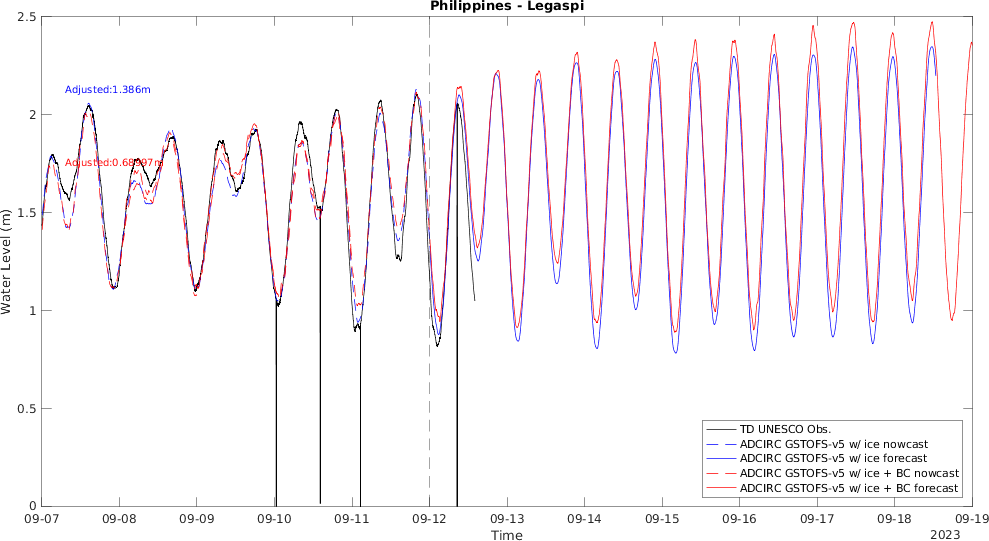 Philippines - Legaspi
2.5
2
1.5
1
0.5
0
Water Level (m)
Adjusted:1.386m
Adjusted:0.68997m
TD UNESCO Obs.
ADCIRC GSTOFS-v5 w/ ice nowcast
ADCIRC GSTOFS-v5 w/ ice forecast
ADCIRC GSTOFS-v5 w/ ice + BC nowcast
ADCIRC GSTOFS-v5 w/ ice + BC forecast
09-07 09-08 09-09 09-10 09-11 09-12 09-13 09-14 09-15 09-16 09-17 09-18 09-19
Time
2023